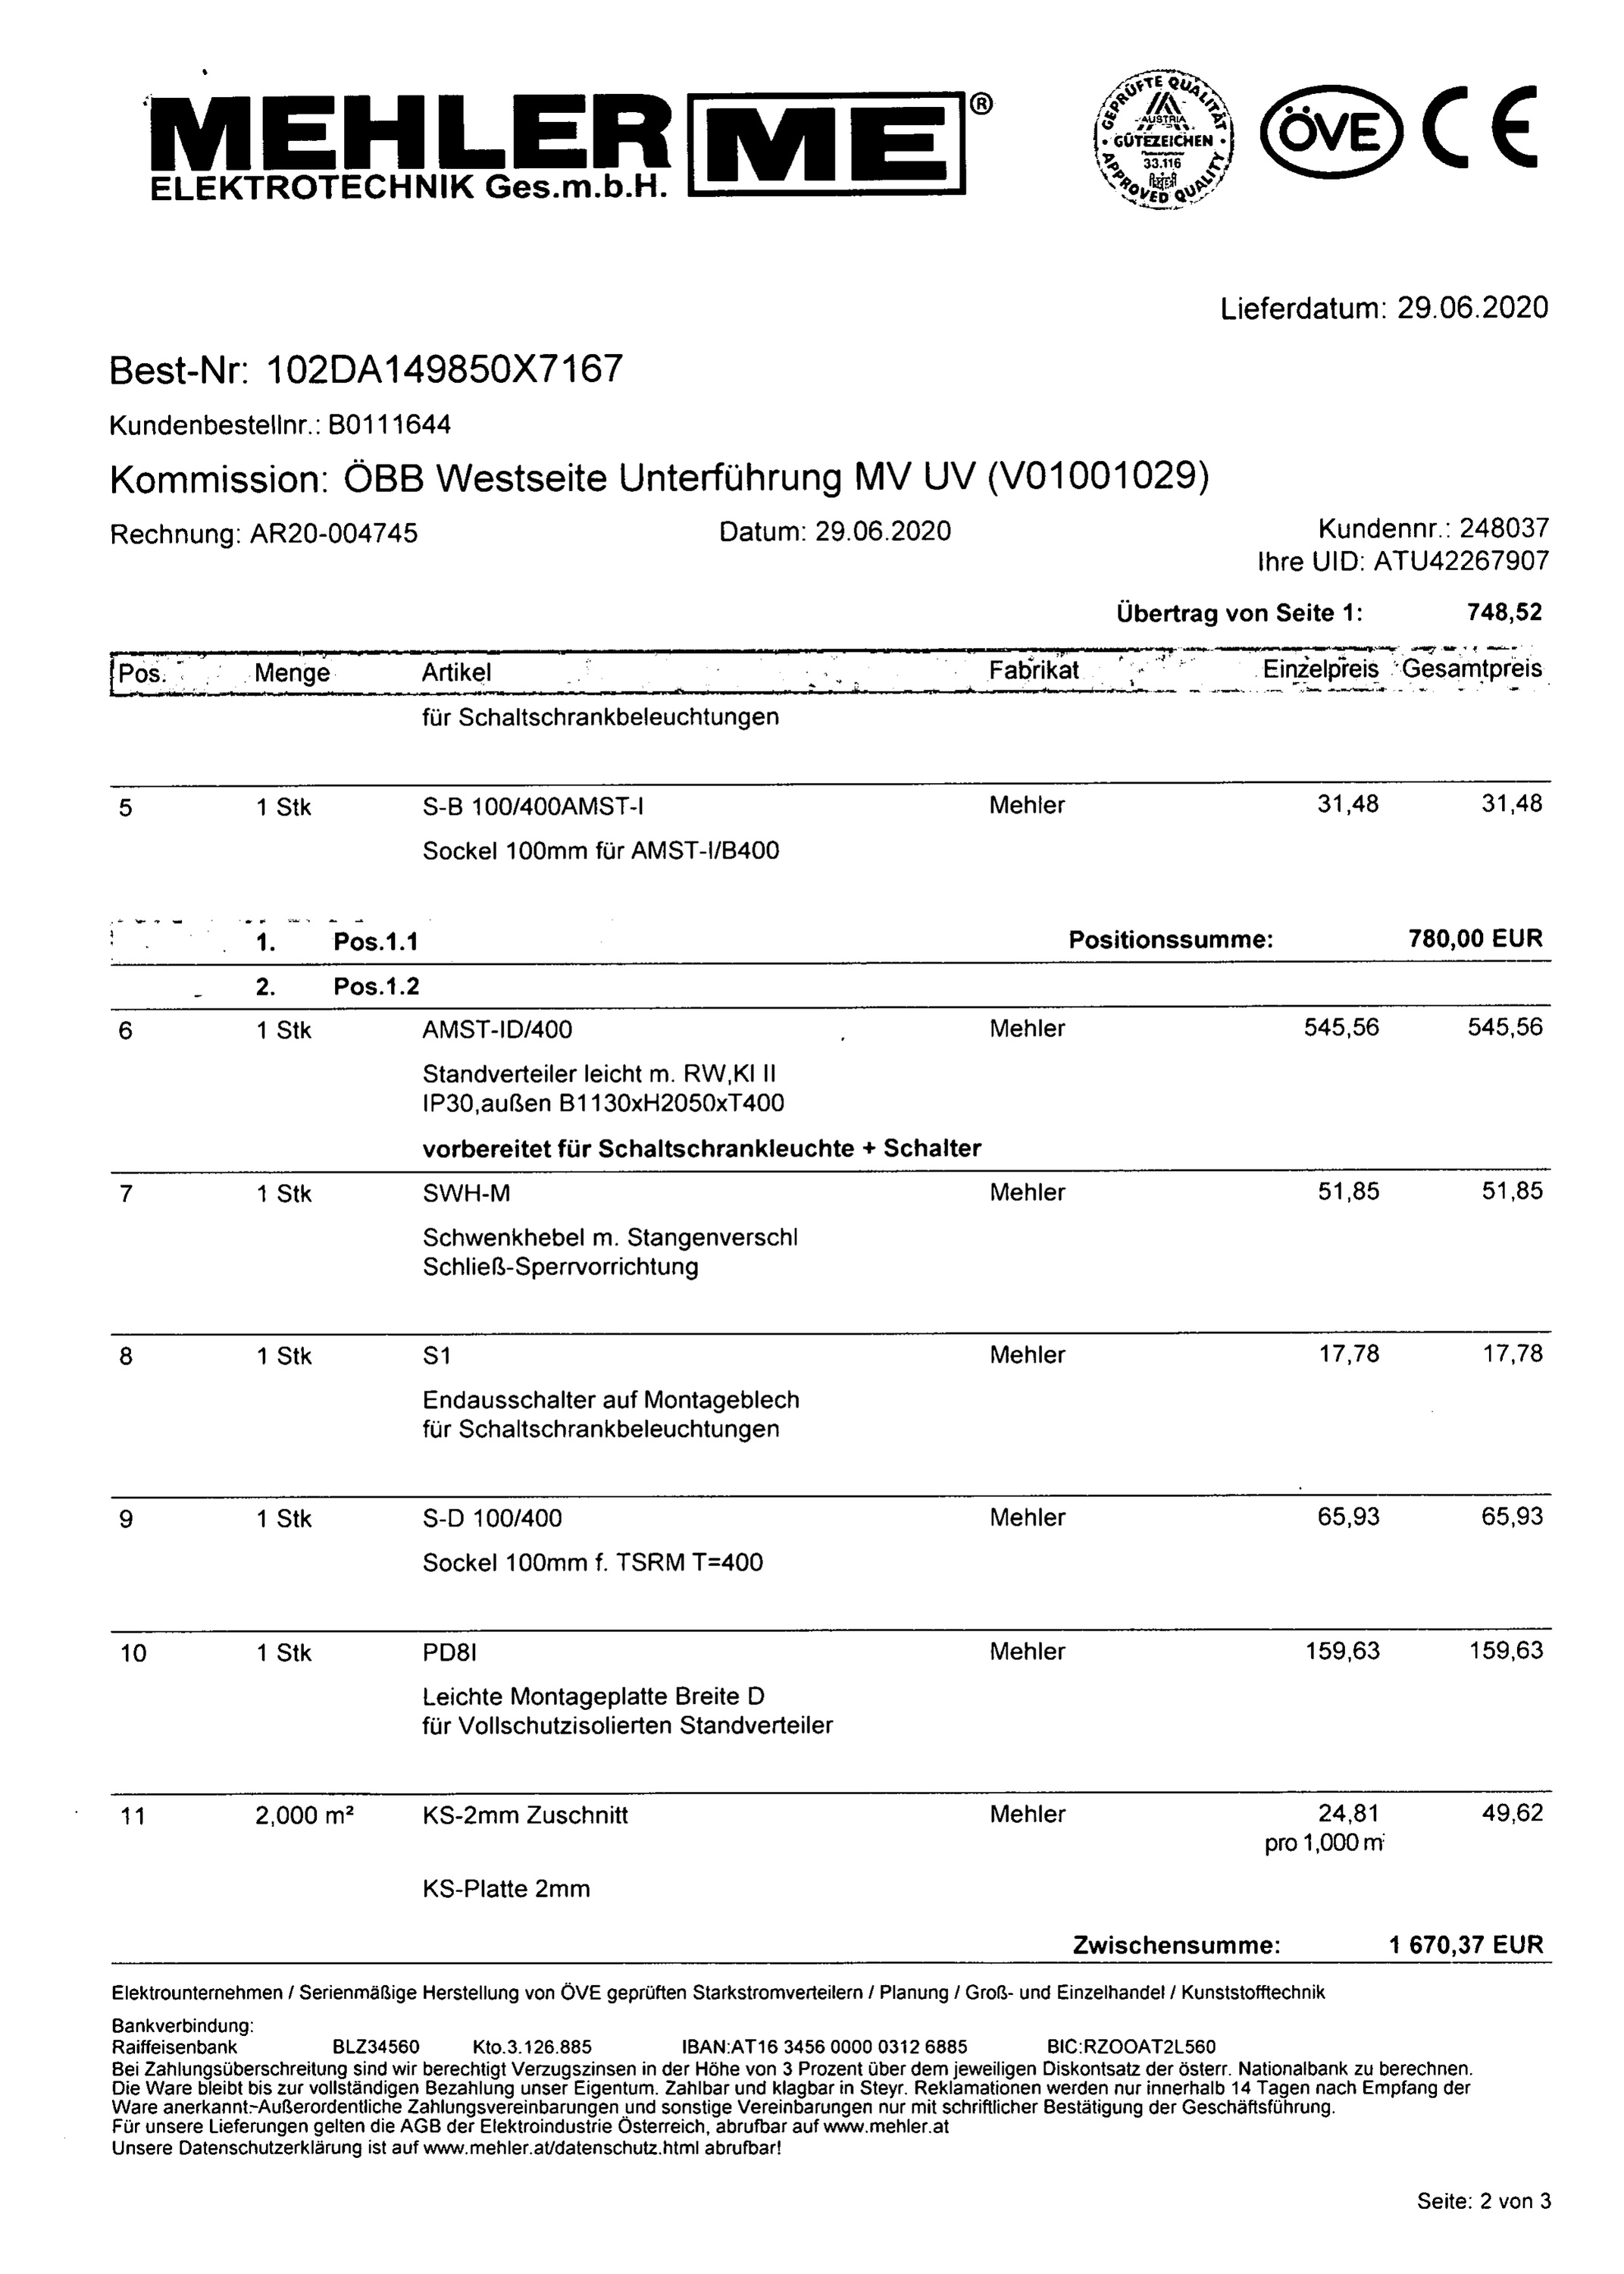 MEHLER ME ®
ELEKTROTECHNIK Ges.m.b.H.
GEPRÜFTE QUALITÄT
AUSTRIA
GÜTEZEICHEN
33.116
APPROVED QUALITY
ÖVE CE
Lieferdatum: 29.06.2020
Best-Nr: 102DA149850X7167
Kundenbestellnr.: B0111644
Kommission: ÖBB Westseite Unterführung MV UV (V01001029)
Rechnung: AR20-004745 Datum: 29.06.2020 Kundennr.: 248037
Ihre UID: ATU42267907
Übertrag von Seite 1: 748,52
Pos. Menge Artikel Fabrikat Einzelpreis Gesamtpreis
für Schaltschrankbeleuchtungen
5 1 Stk S-B 100/400AMST-I Mehler 31,48 31,48
Sockel 100mm für AMST-I/B400
1. Pos.1.1 Positionssumme: 780,00 EUR
2. Pos.1.2
6 1 Stk AMST-ID/400 Mehler 545,56 545,56
Standverteiler leicht m. RW,KI II
IP30,außen B1130xH2050xT400
vorbereitet für Schaltschrankleuchte + Schalter
7 1 Stk SWH-M Mehler 51,85 51,85
Schwenkhebel m. Stangenverschl
Schließ-Sperrvorrichtung
8 1 Stk S1 Mehler 17,78 17,78
Endausschalter auf Montageblech
für Schaltschrankbeleuchtungen
9 1 Stk S-D 100/400 Mehler 65,93 65,93
Sockel 100mm f. TSRM T=400
10 1 Stk PD8I Mehler 159,63 159,63
Leichte Montageplatte Breite D
für Vollschutzisolierten Standverteiler
11 2,000 m² KS-2mm Zuschnitt Mehler 24,81 49,62
pro 1,000 m
KS-Platte 2mm
Zwischensumme: 1 670,37 EUR
Elektrounternehmen / Serienmäßige Herstellung von ÖVE geprüften Starkstromverteilern / Planung / Groß- und Einzelhandel / Kunststofftechnik
Bankverbindung:
Raiffeisenbank BLZ34560 Kto.3.126.885 IBAN:AT16 3456 0000 0312 6885 BIC:RZOOAT2L560
Bei Zahlungsüberschreitung sind wir berechtigt Verzugszinsen in der Höhe von 3 Prozent über dem jeweiligen Diskontsatz der österr. Nationalbank zu berechnen.
Die Ware bleibt bis zur vollständigen Bezahlung unser Eigentum. Zahlbar und klagbar in Steyr. Reklamationen werden nur innerhalb 14 Tagen nach Empfang der
Ware anerkannt.-Außerordentliche Zahlungsvereinbarungen und sonstige Vereinbarungen nur mit schriftlicher Bestätigung der Geschäftsführung.
Für unsere Lieferungen gelten die AGB der Elektroindustrie Österreich, abrufbar auf www.mehler.at
Unsere Datenschutzerklärung ist auf www.mehler.at/datenschutz.html abrufbar!
Seite: 2 von 3